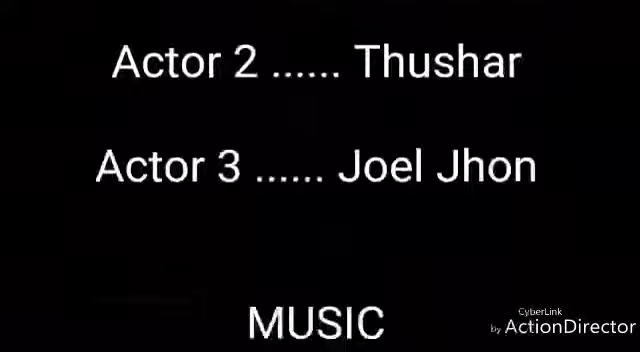 Actor 2 ...... Thushar
Actor 3 ...... Joel Jhon
MUSIC
CyberLink
by ActionDirector